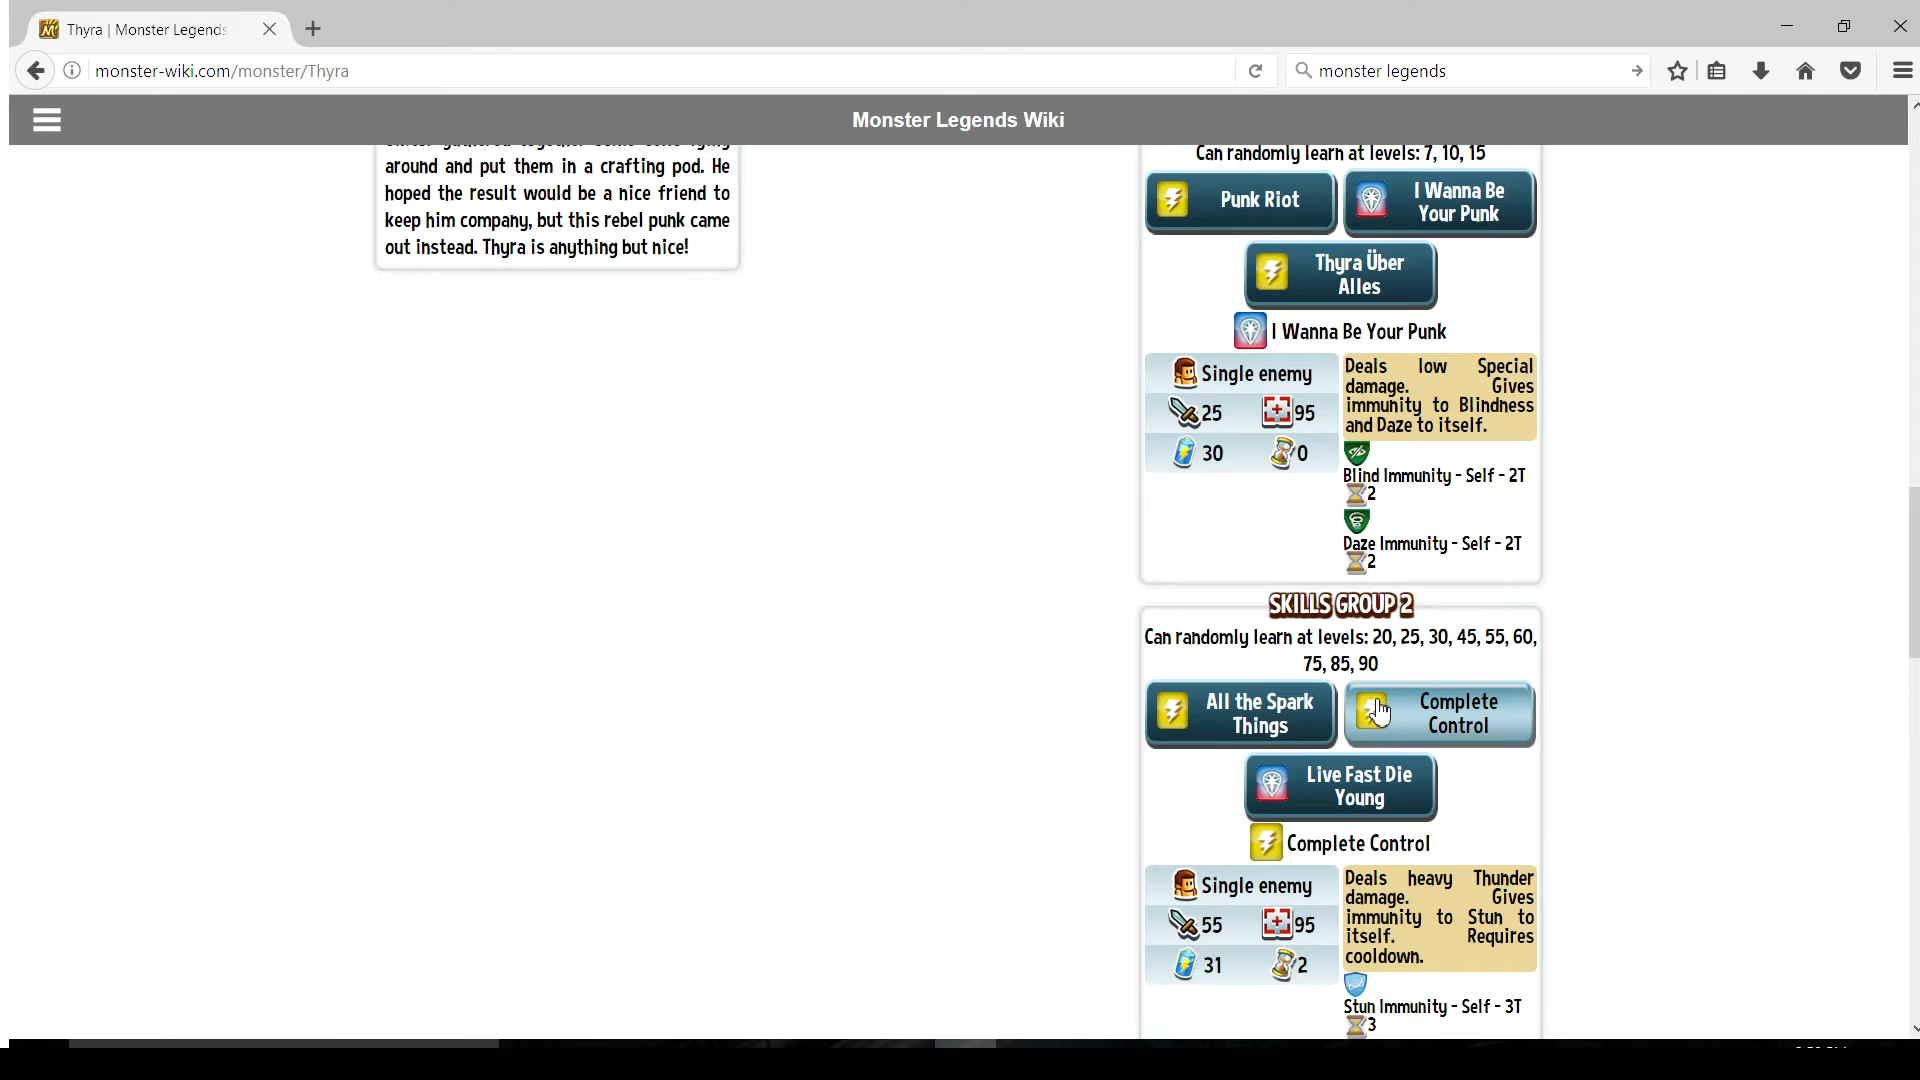 Thyra | Monster Legends
monster-wiki.com/monster/Thyra
monster legends
Monster Legends Wiki
around and put them in a crafting pod. He
hoped the result would be a nice friend to
keep him company, but this rebel punk came
out instead. Thyra is anything but nice!
Can randomly learn at levels: 7, 10, 15
Punk Riot
I Wanna Be
Your Punk
Thyra Über
Alles
I Wanna Be Your Punk
Single enemy
25
95
30
0
Deals low Special
damage. Gives
immunity to Blindness
and Daze to itself.
Blind Immunity - Self - 2T
2
Daze Immunity - Self - 2T
2
SKILLS GROUP 2
Can randomly learn at levels: 20, 25, 30, 45, 55, 60,
75, 85, 90
All the Spark
Things
Complete
Control
Live Fast Die
Young
Complete Control
Single enemy
55
95
31
2
Deals heavy Thunder
damage. Gives
immunity to Stun to
itself. Requires
cooldown.
Stun Immunity - Self - 3T
3